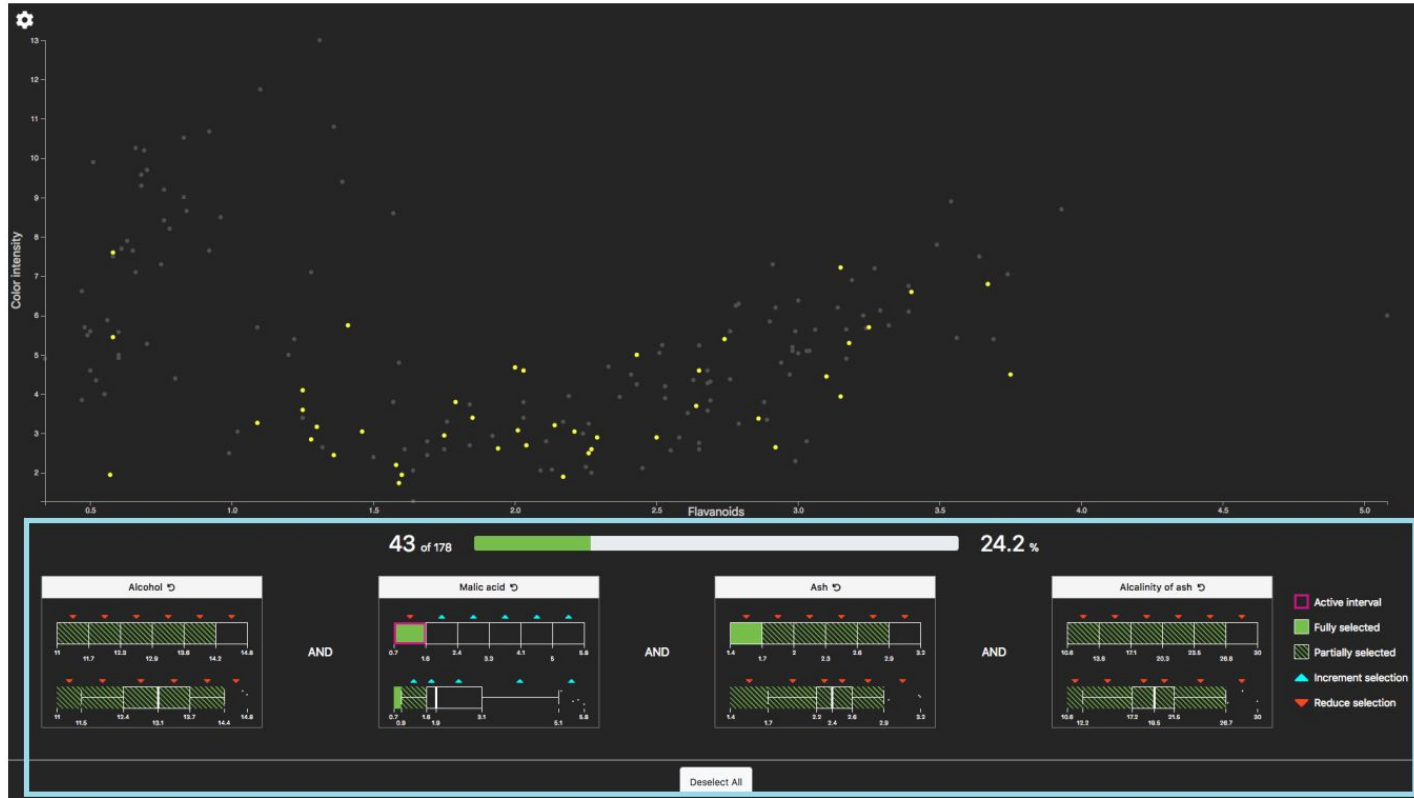 13
12
11
10
9
8
7
6
5
4
3
2
Color intensity
0.5 1.0 1.5 2.0 2.5 3.0 3.5 4.0 4.5 5.0
Flavanoids
43 of 178 24.2 %
Alcohol
11 11.7 12.3 12.9 13.6 14.2 14.8
11 11.5 12.4 13.1 13.7 14.4 14.8
AND
Malic acid
0.7 1.6 2.4 3.3 4.1 5 5.8
0.7 0.9 1.6 1.9 3.1 5.1 5.8
AND
Ash
1.4 1.7 2 2.3 2.6 2.9 3.2
1.4 1.7 2.2 2.4 2.6 2.9 3.2
AND
Alcalinity of ash
10.6 13.8 17.1 20.3 23.5 26.8 30
10.6 12.2 17.2 19.5 21.5 26.7 30
Active interval
Fully selected
Partially selected
Increment selection
Reduce selection
Deselect All